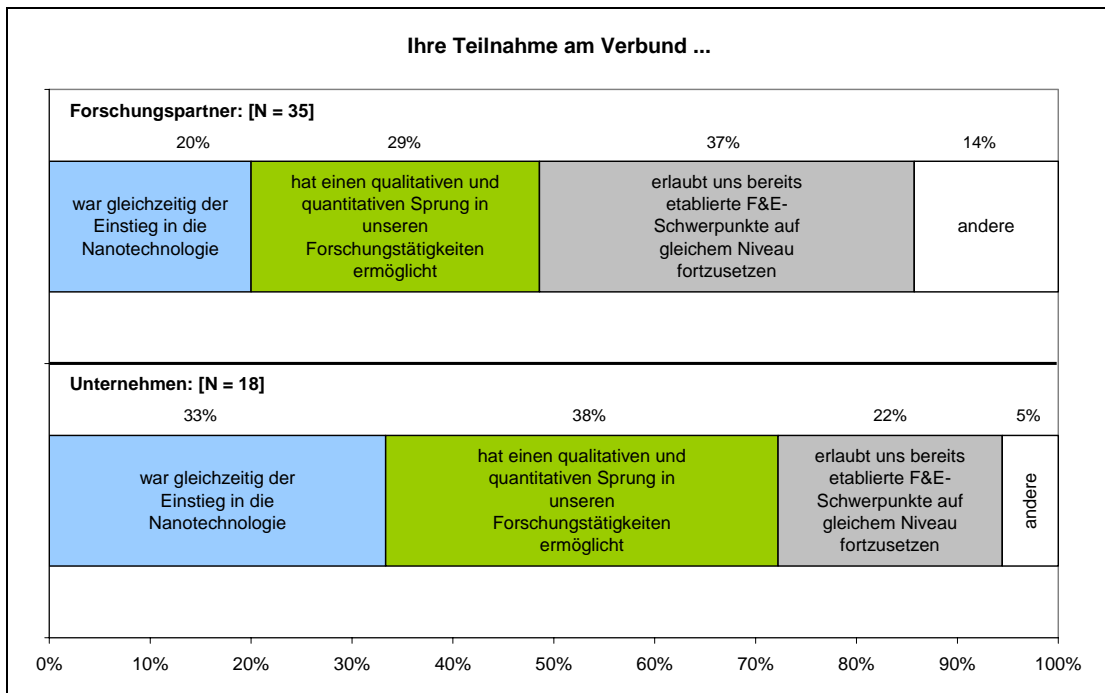 Ihre Teilnahme am Verbund ...
Forschungspartner: [N = 35]
20% 29% 37% 14%
war gleichzeitig der
Einstieg in die
Nanotechnologie
hat einen qualitativen und
quantitativen Sprung in
unseren
Forschungstätigkeiten
ermöglicht
erlaubt uns bereits
etablierte F&E-
Schwerpunkte auf
gleichem Niveau
fortzusetzen
andere
Unternehmen: [N = 18]
33% 38% 22% 5%
war gleichzeitig der
Einstieg in die
Nanotechnologie
hat einen qualitativen und
quantitativen Sprung in
unseren
Forschungstätigkeiten
ermöglicht
erlaubt uns bereits
etablierte F&E-
Schwerpunkte auf
gleichem Niveau
fortzusetzen
andere
0% 10% 20% 30% 40% 50% 60% 70% 80% 90% 100%